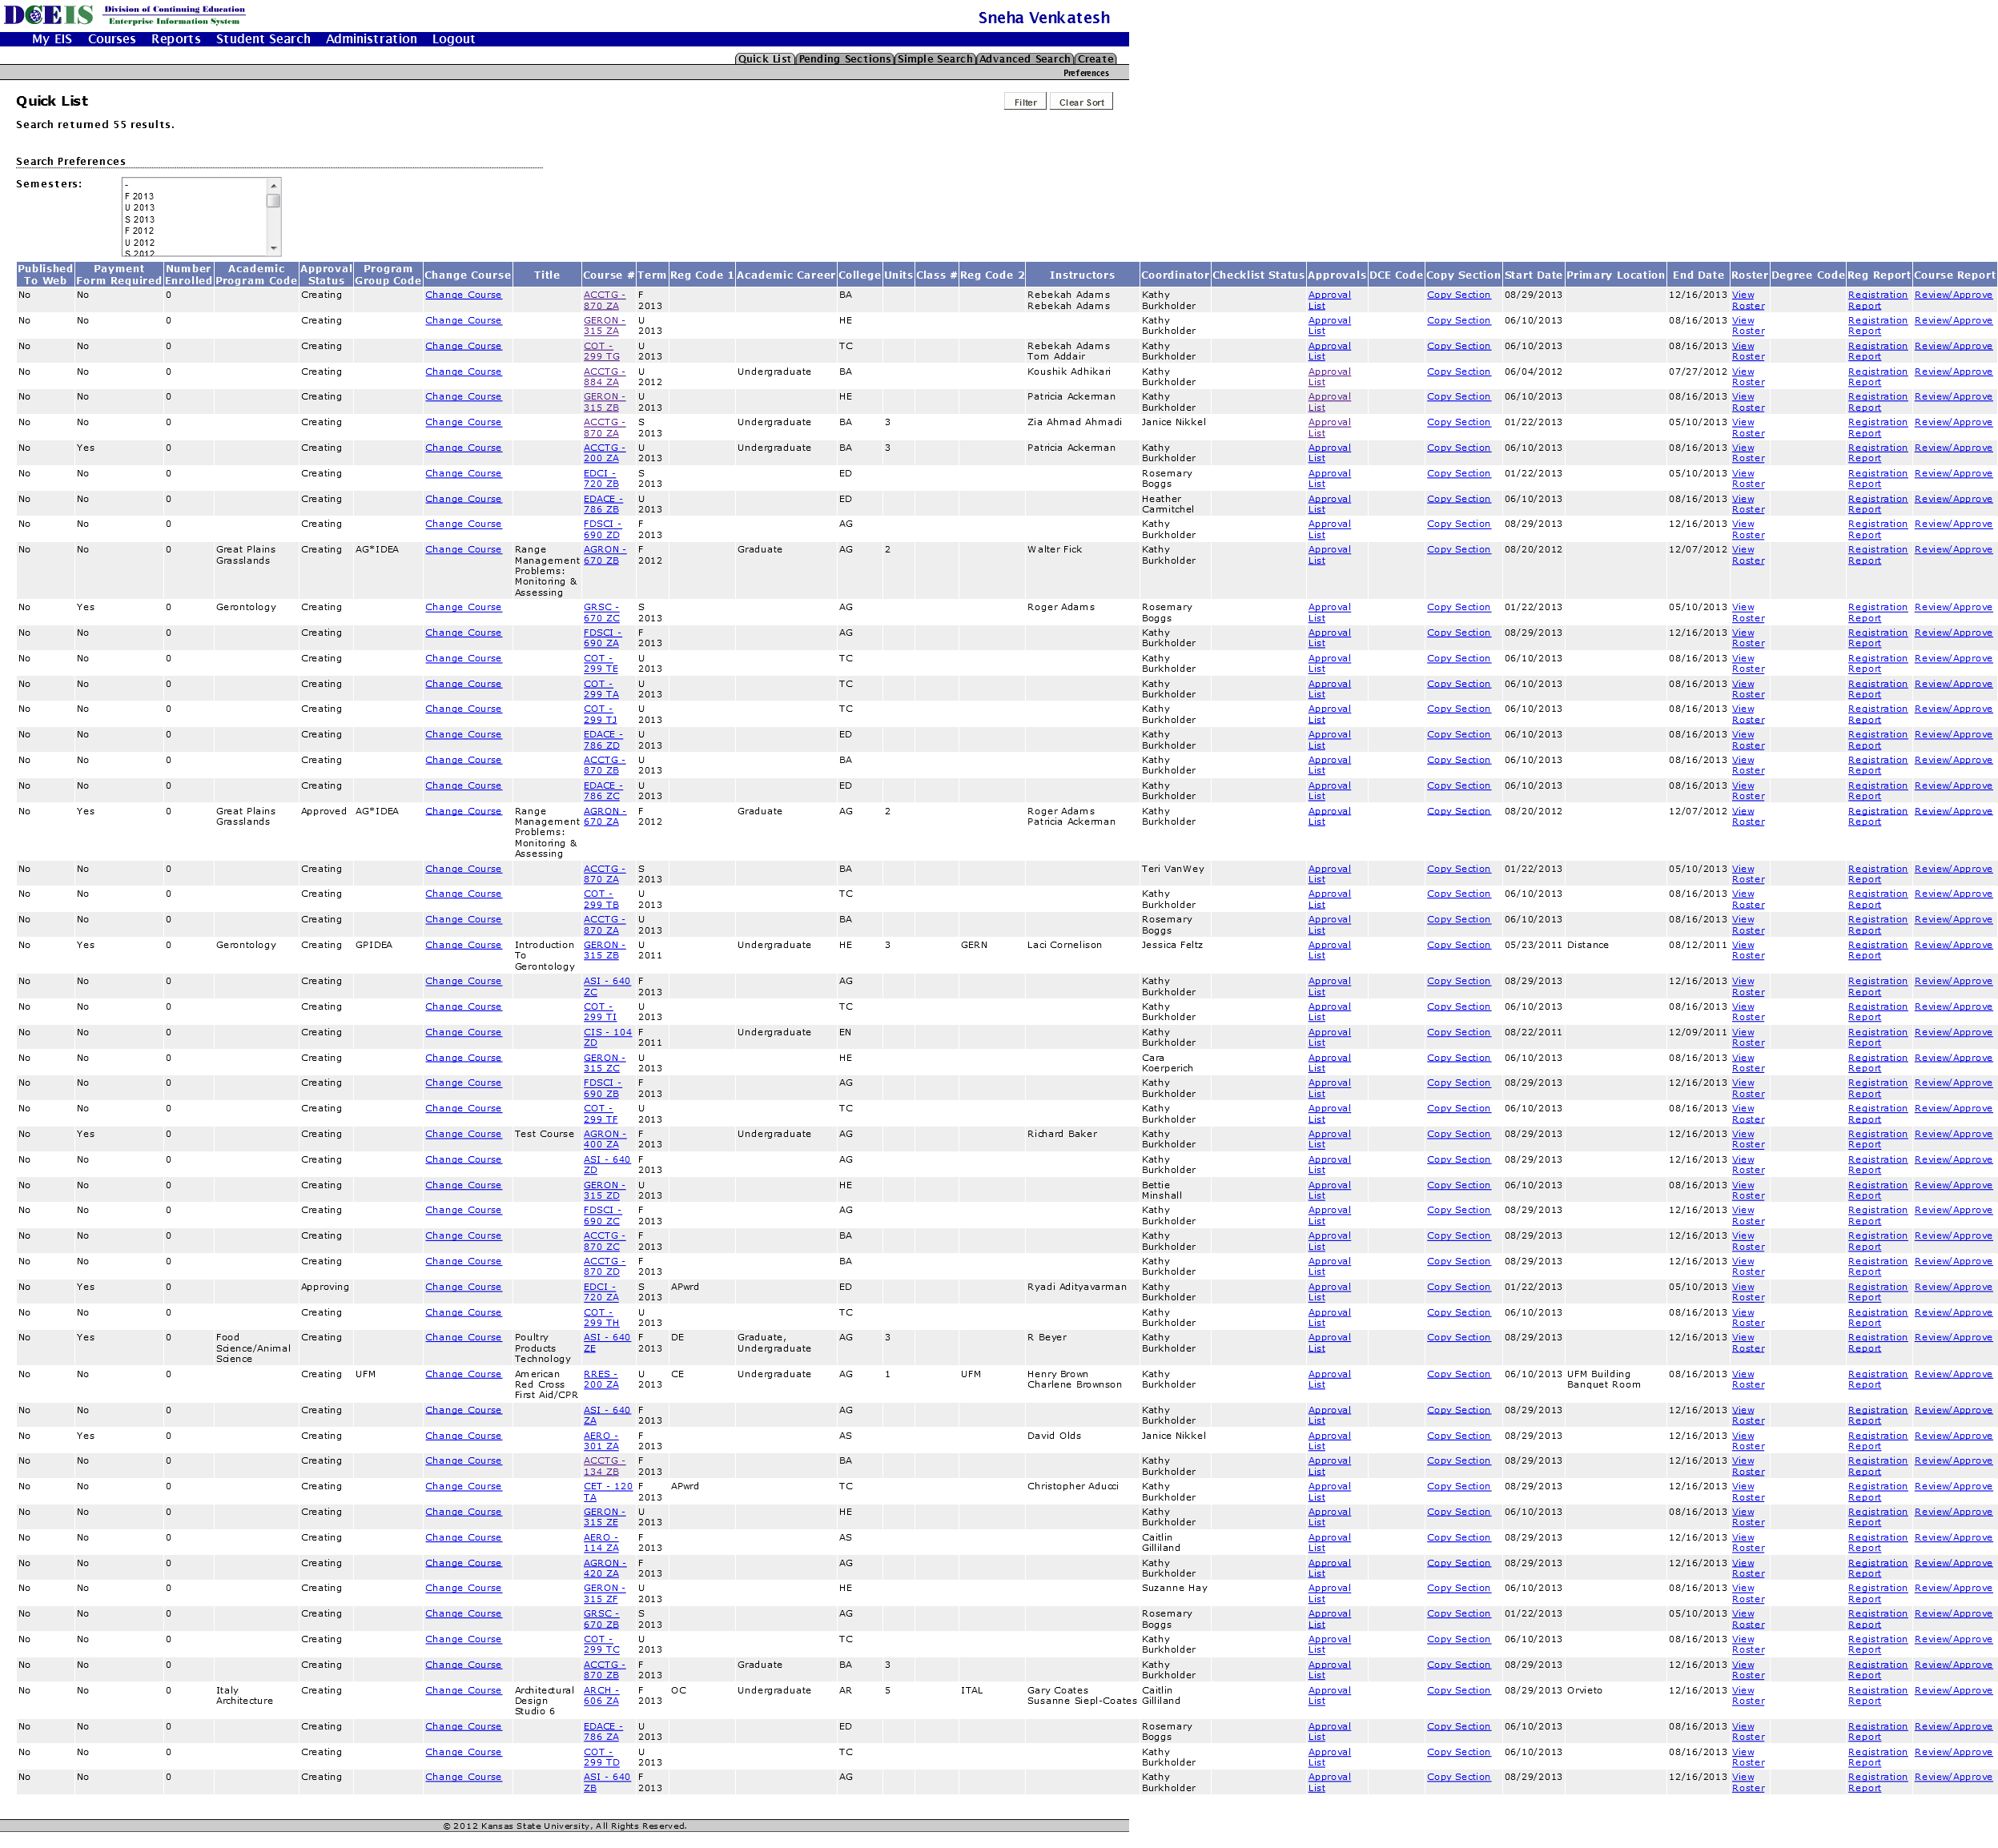 DCEIS Division of Continuing Education
Enterprise Information System
Sneha Venkatesh
My EIS Courses Reports Student Search Administration Logout
Quick List Pending Sections Simple Search Advanced Search Create
Preferences
Quick List
Filter Clear Sort
Search returned 55 results.
Search Preferences
Semesters:
-
F 2013
U 2013
S 2013
F 2012
U 2012
S 2012
Published Payment Number Academic Approval Program Change Course Title Course # Term Reg Code 1 Academic Career College Units Class # Reg Code 2 Instructors Coordinator Checklist Status Approvals DCE Code Copy Section Start Date Primary Location End Date Roster Degree Code Reg Report Course Report
To Web Form Required Enrolled Program Code Status Group Code
No No 0 Creating Change Course ACCTG - F BA Rebekah Adams Kathy Approval Copy Section 08/29/2013 12/16/2013 View Registration Review/Approve
870 ZA 2013 Rebekah Adams Burkholder List Roster Report
No No 0 Creating Change Course GERON - U HE Kathy Approval Copy Section 06/10/2013 08/16/2013 View Registration Review/Approve
315 ZA 2013 Burkholder List Roster Report
No No 0 Creating Change Course COT - U TC Rebekah Adams Kathy Approval Copy Section 06/10/2013 08/16/2013 View Registration Review/Approve
299 TG 2013 Tom Addair Burkholder List Roster Report
No No 0 Creating Change Course ACCTG - U Undergraduate BA Koushik Adhikari Kathy Approval Copy Section 06/04/2012 07/27/2012 View Registration Review/Approve
884 ZA 2012 Burkholder List Roster Report
No No 0 Creating Change Course GERON - U HE Patricia Ackerman Kathy Approval Copy Section 06/10/2013 08/16/2013 View Registration Review/Approve
315 ZB 2013 Burkholder List Roster Report
No No 0 Creating Change Course ACCTG - S Undergraduate BA 3 Zia Ahmad Ahmadi Janice Nikkel Approval Copy Section 01/22/2013 05/10/2013 View Registration Review/Approve
870 ZA 2013 List Roster Report
No Yes 0 Creating Change Course ACCTG - U Undergraduate BA 3 Patricia Ackerman Kathy Approval Copy Section 06/10/2013 08/16/2013 View Registration Review/Approve
200 ZA 2013 Burkholder List Roster Report
No No 0 Creating Change Course EDCI - S ED Rosemary Approval Copy Section 01/22/2013 05/10/2013 View Registration Review/Approve
720 ZB 2013 Boggs List Roster Report
No No 0 Creating Change Course EDACE - U ED Heather Approval Copy Section 06/10/2013 08/16/2013 View Registration Review/Approve
786 ZB 2013 Carmitchel List Roster Report
No No 0 Creating Change Course FDSCI - F AG Kathy Approval Copy Section 08/29/2013 12/16/2013 View Registration Review/Approve
690 ZD 2013 Burkholder List Roster Report
No No 0 Great Plains Creating AG*IDEA Change Course Range AGRON - F Graduate AG 2 Walter Fick Kathy Approval Copy Section 08/20/2012 12/07/2012 View Registration Review/Approve
Grasslands Management 670 ZB 2012 Burkholder List Roster Report
Problems:
Monitoring &
Assessing
No Yes 0 Gerontology Creating Change Course GRSC - S AG Roger Adams Rosemary Approval Copy Section 01/22/2013 05/10/2013 View Registration Review/Approve
670 ZC 2013 Boggs List Roster Report
No No 0 Creating Change Course FDSCI - F AG Kathy Approval Copy Section 08/29/2013 12/16/2013 View Registration Review/Approve
690 ZA 2013 Burkholder List Roster Report
No No 0 Creating Change Course COT - U TC Kathy Approval Copy Section 06/10/2013 08/16/2013 View Registration Review/Approve
299 TE 2013 Burkholder List Roster Report
No No 0 Creating Change Course COT - U TC Kathy Approval Copy Section 06/10/2013 08/16/2013 View Registration Review/Approve
299 TA 2013 Burkholder List Roster Report
No No 0 Creating Change Course COT - U TC Kathy Approval Copy Section 06/10/2013 08/16/2013 View Registration Review/Approve
299 TJ 2013 Burkholder List Roster Report
No No 0 Creating Change Course EDACE - U ED Kathy Approval Copy Section 06/10/2013 08/16/2013 View Registration Review/Approve
786 ZD 2013 Burkholder List Roster Report
No No 0 Creating Change Course ACCTG - U BA Kathy Approval Copy Section 06/10/2013 08/16/2013 View Registration Review/Approve
870 ZB 2013 Burkholder List Roster Report
No No 0 Creating Change Course EDACE - U ED Kathy Approval Copy Section 06/10/2013 08/16/2013 View Registration Review/Approve
786 ZC 2013 Burkholder List Roster Report
No Yes 0 Great Plains Approved AG*IDEA Change Course Range AGRON - F Graduate AG 2 Roger Adams Kathy Approval Copy Section 08/20/2012 12/07/2012 View Registration Review/Approve
Grasslands Management 670 ZA 2012 Patricia Ackerman Burkholder List Roster Report
Problems:
Monitoring &
Assessing
No No 0 Creating Change Course ACCTG - S BA Teri VanWey Approval Copy Section 01/22/2013 05/10/2013 View Registration Review/Approve
870 ZA 2013 List Roster Report
No No 0 Creating Change Course COT - U TC Kathy Approval Copy Section 06/10/2013 08/16/2013 View Registration Review/Approve
299 TB 2013 Burkholder List Roster Report
No No 0 Creating Change Course ACCTG - U BA Rosemary Approval Copy Section 06/10/2013 08/16/2013 View Registration Review/Approve
870 ZA 2013 Boggs List Roster Report
No Yes 0 Gerontology Creating GPIDEA Change Course Introduction GERON - U Undergraduate HE 3 GERN Laci Cornelison Jessica Feltz Approval Copy Section 05/23/2011 Distance 08/12/2011 View Registration Review/Approve
To 315 ZB 2011 List Roster Report
Gerontology
No No 0 Creating Change Course ASI - 640 F AG Kathy Approval Copy Section 08/29/2013 12/16/2013 View Registration Review/Approve
ZC 2013 Burkholder List Roster Report
No No 0 Creating Change Course COT - U TC Kathy Approval Copy Section 06/10/2013 08/16/2013 View Registration Review/Approve
299 TI 2013 Burkholder List Roster Report
No No 0 Creating Change Course CIS - 104 F Undergraduate EN Kathy Approval Copy Section 08/22/2011 12/09/2011 View Registration Review/Approve
ZD 2011 Burkholder List Roster Report
No No 0 Creating Change Course GERON - U HE Cara Approval Copy Section 06/10/2013 08/16/2013 View Registration Review/Approve
315 ZC 2013 Koerperich List Roster Report
No No 0 Creating Change Course FDSCI - F AG Kathy Approval Copy Section 08/29/2013 12/16/2013 View Registration Review/Approve
690 ZB 2013 Burkholder List Roster Report
No No 0 Creating Change Course COT - U TC Kathy Approval Copy Section 06/10/2013 08/16/2013 View Registration Review/Approve
299 TF 2013 Burkholder List Roster Report
No Yes 0 Creating Change Course Test Course AGRON - F Undergraduate AG Richard Baker Kathy Approval Copy Section 08/29/2013 12/16/2013 View Registration Review/Approve
400 ZA 2013 Burkholder List Roster Report
No No 0 Creating Change Course ASI - 640 F AG Kathy Approval Copy Section 08/29/2013 12/16/2013 View Registration Review/Approve
ZD 2013 Burkholder List Roster Report
No No 0 Creating Change Course GERON - U HE Bettie Approval Copy Section 06/10/2013 08/16/2013 View Registration Review/Approve
315 ZD 2013 Minshall List Roster Report
No No 0 Creating Change Course FDSCI - F AG Kathy Approval Copy Section 08/29/2013 12/16/2013 View Registration Review/Approve
690 ZC 2013 Burkholder List Roster Report
No No 0 Creating Change Course ACCTG - F BA Kathy Approval Copy Section 08/29/2013 12/16/2013 View Registration Review/Approve
870 ZC 2013 Burkholder List Roster Report
No No 0 Creating Change Course ACCTG - F BA Kathy Approval Copy Section 08/29/2013 12/16/2013 View Registration Review/Approve
870 ZD 2013 Burkholder List Roster Report
No Yes 0 Approving Change Course EDCI - S APwrd ED Ryadi Adityavarman Kathy Approval Copy Section 01/22/2013 05/10/2013 View Registration Review/Approve
720 ZA 2013 Burkholder List Roster Report
No No 0 Creating Change Course COT - U TC Kathy Approval Copy Section 06/10/2013 08/16/2013 View Registration Review/Approve
299 TH 2013 Burkholder List Roster Report
No Yes 0 Food Creating Change Course Poultry ASI - 640 F DE Graduate, AG 3 R Beyer Kathy Approval Copy Section 08/29/2013 12/16/2013 View Registration Review/Approve
Science/Animal Products ZE 2013 Undergraduate Burkholder List Roster Report
Science Technology
No No 0 Creating UFM Change Course American RRES - U CE Undergraduate AG 1 UFM Henry Brown Kathy Approval Copy Section 06/10/2013 UFM Building 08/16/2013 View Registration Review/Approve
Red Cross 200 ZA 2013 Charlene Brownson Burkholder List Banquet Room Roster Report
First Aid/CPR
No No 0 Creating Change Course ASI - 640 F AG Kathy Approval Copy Section 08/29/2013 12/16/2013 View Registration Review/Approve
ZA 2013 Burkholder List Roster Report
No Yes 0 Creating Change Course AERO - F AS David Olds Janice Nikkel Approval Copy Section 08/29/2013 12/16/2013 View Registration Review/Approve
301 ZA 2013 List Roster Report
No No 0 Creating Change Course ACCTG - F BA Kathy Approval Copy Section 08/29/2013 12/16/2013 View Registration Review/Approve
134 ZB 2013 Burkholder List Roster Report
No No 0 Creating Change Course CET - 120 F APwrd TC Christopher Aducci Kathy Approval Copy Section 08/29/2013 12/16/2013 View Registration Review/Approve
TA 2013 Burkholder List Roster Report
No No 0 Creating Change Course GERON - U HE Kathy Approval Copy Section 06/10/2013 08/16/2013 View Registration Review/Approve
315 ZE 2013 Burkholder List Roster Report
No No 0 Creating Change Course AERO - F AS Caitlin Approval Copy Section 08/29/2013 12/16/2013 View Registration Review/Approve
114 ZA 2013 Gilliland List Roster Report
No No 0 Creating Change Course AGRON - F AG Kathy Approval Copy Section 08/29/2013 12/16/2013 View Registration Review/Approve
420 ZA 2013 Burkholder List Roster Report
No No 0 Creating Change Course GERON - U HE Suzanne Hay Approval Copy Section 06/10/2013 08/16/2013 View Registration Review/Approve
315 ZF 2013 List Roster Report
No No 0 Creating Change Course GRSC - S AG Rosemary Approval Copy Section 01/22/2013 05/10/2013 View Registration Review/Approve
670 ZB 2013 Boggs List Roster Report
No No 0 Creating Change Course COT - U TC Kathy Approval Copy Section 06/10/2013 08/16/2013 View Registration Review/Approve
299 TC 2013 Burkholder List Roster Report
No No 0 Creating Change Course ACCTG - F Graduate BA 3 Kathy Approval Copy Section 08/29/2013 12/16/2013 View Registration Review/Approve
870 ZB 2013 Burkholder List Roster Report
No No 0 Italy Creating Change Course Architectural ARCH - F OC Undergraduate AR 5 ITAL Gary Coates Caitlin Approval Copy Section 08/29/2013 Orvieto 12/16/2013 View Registration Review/Approve
Architecture Design 606 ZA 2013 Susanne Siepl-Coates Gilliland List Roster Report
Studio 6
No No 0 Creating Change Course EDACE - U ED Rosemary Approval Copy Section 06/10/2013 08/16/2013 View Registration Review/Approve
786 ZA 2013 Boggs List Roster Report
No No 0 Creating Change Course COT - U TC Kathy Approval Copy Section 06/10/2013 08/16/2013 View Registration Review/Approve
299 TD 2013 Burkholder List Roster Report
No No 0 Creating Change Course ASI - 640 F AG Kathy Approval Copy Section 08/29/2013 12/16/2013 View Registration Review/Approve
ZB 2013 Burkholder List Roster Report
© 2012 Kansas State University, All Rights Reserved.